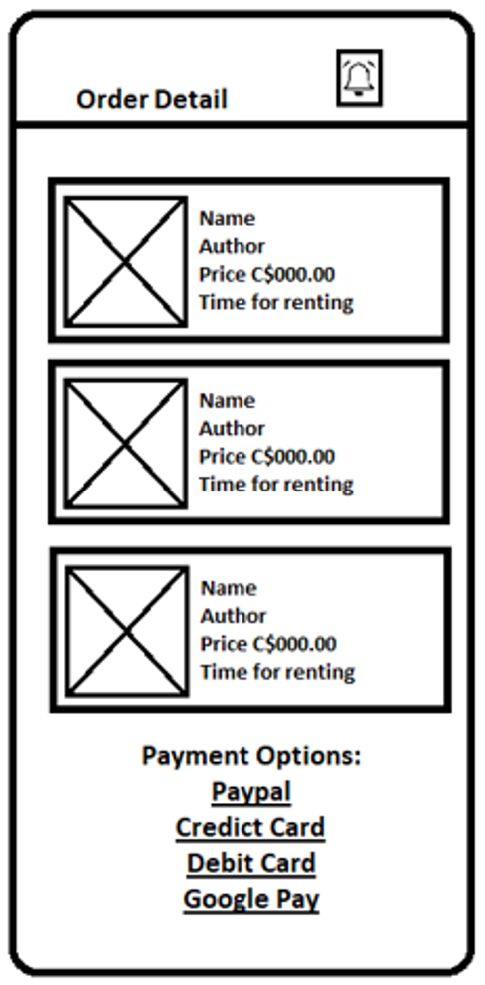 Order Detail
Name
Author
Price C$000.00
Time for renting
Name
Author
Price C$000.00
Time for renting
Name
Author
Price C$000.00
Time for renting
Payment Options:
Paypal
Credict Card
Debit Card
Google Pay